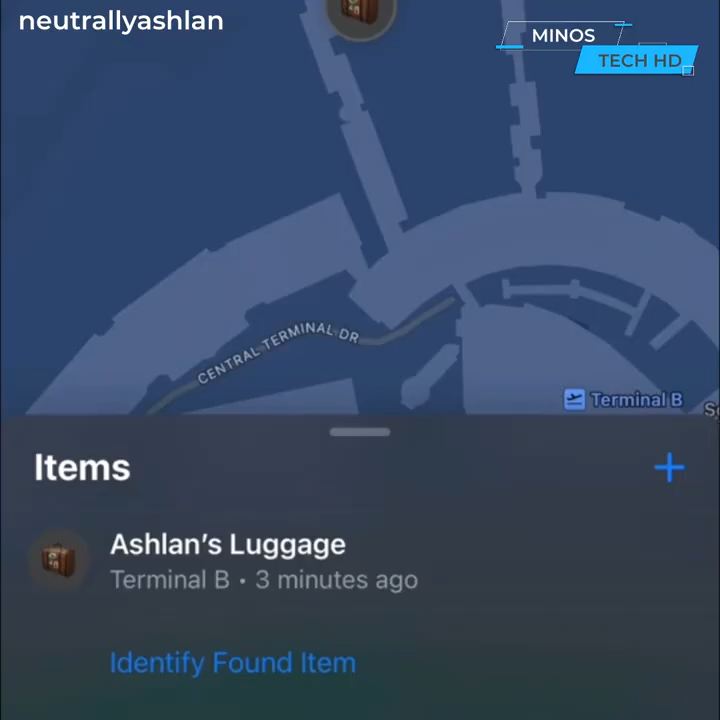 neutrallyashlan
MINOS
TECH HD
CENTRAL TERMINAL DR
Terminal B
Items
Ashlan’s Luggage
Terminal B • 3 minutes ago
Identify Found Item